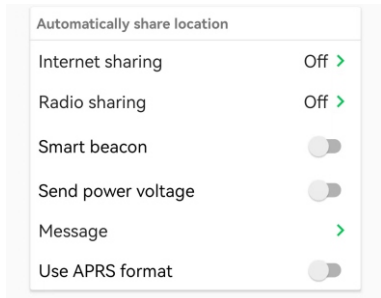 Automatically share location
Internet sharing Off
Radio sharing Off
Smart beacon
Send power voltage
Message
Use APRS format